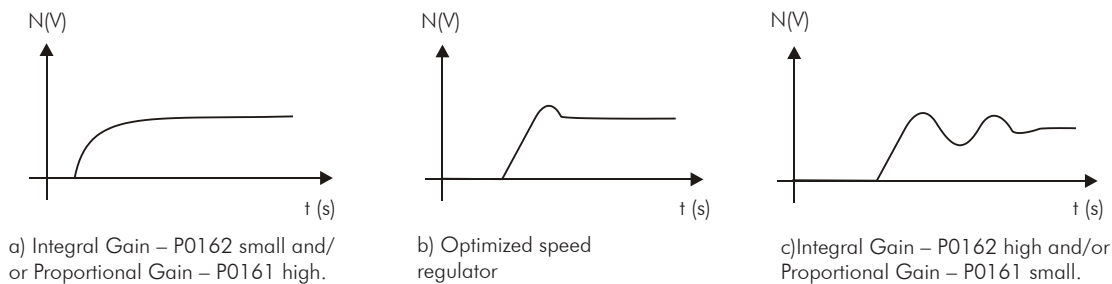 N(V)
t (s)
a) Integral Gain – P0162 small and/
or Proportional Gain – P0161 high.
N(V)
t (s)
b) Optimized speed
regulator
N(V)
t (s)
c)Integral Gain – P0162 high and/or
Proportional Gain – P0161 small.